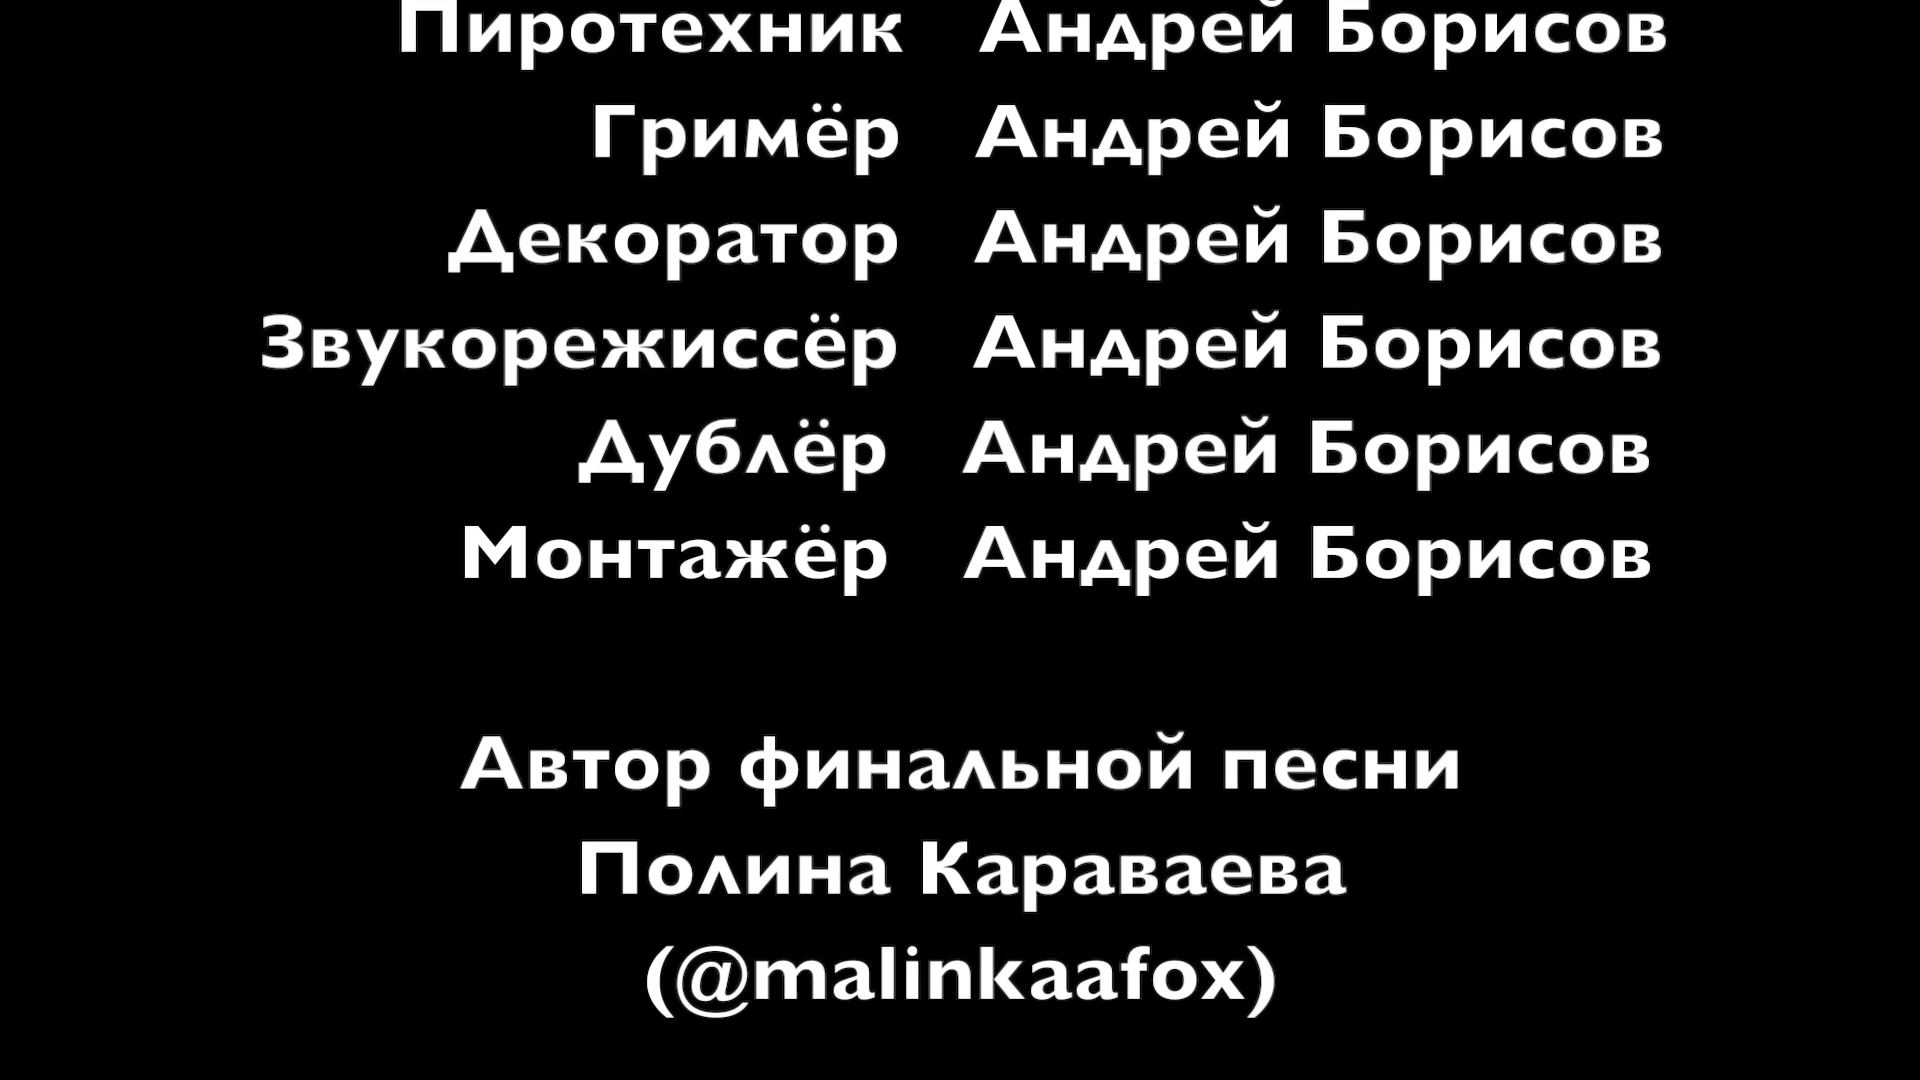 Пиротехник Андрей Борисов
Гримёр Андрей Борисов
Декоратор Андрей Борисов
Звукорежиссёр Андрей Борисов
Дублёр Андрей Борисов
Монтажёр Андрей Борисов
Автор финальной песни
Полина Караваева
(@malinkaafox)